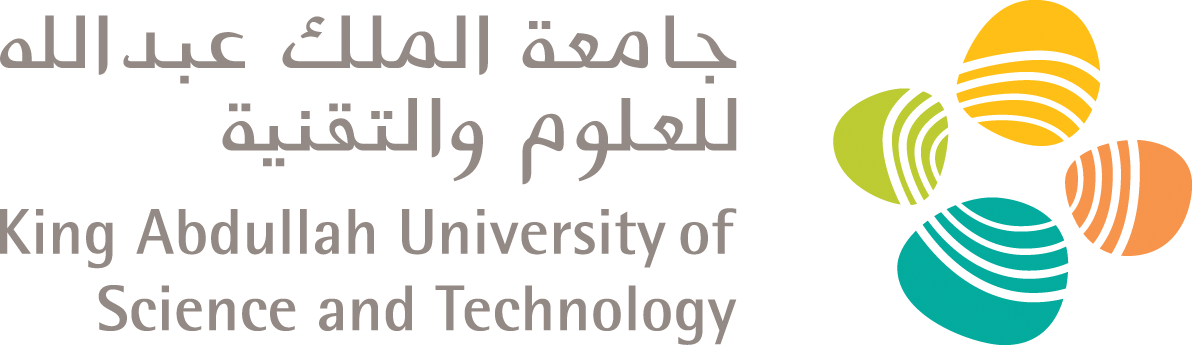 جامعة الملك عبدالله
للعلوم والتقنية
King Abdullah University of
Science and Technology